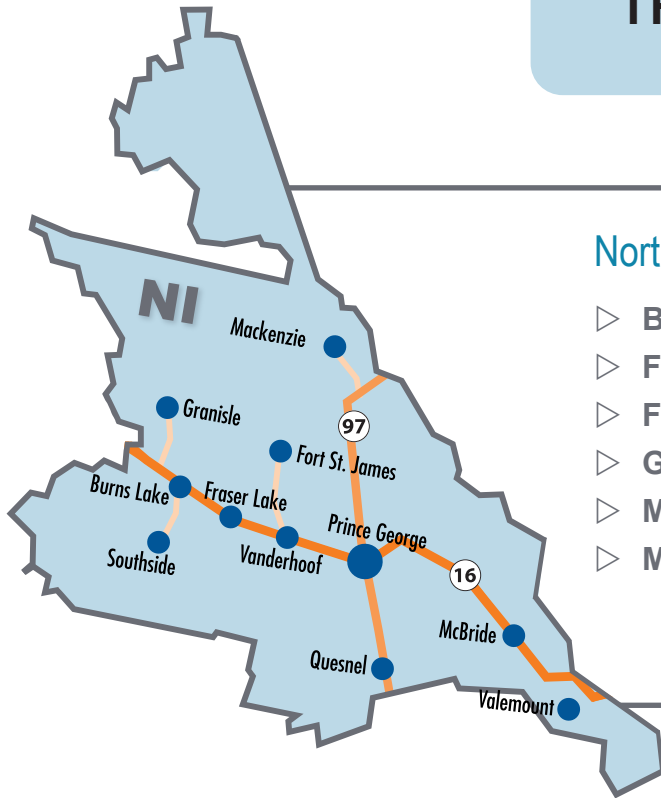 NI
Mackenzie
Granisle
97
Fort St. James
Burns Lake
Fraser Lake
Prince George
Southside
Vanderhoof
16
McBride
Quesnel
Valemount